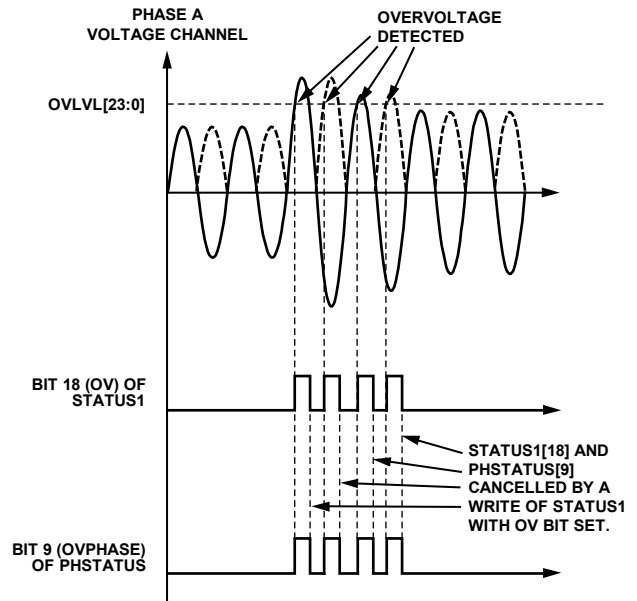 PHASE A
VOLTAGE CHANNEL
OVERVOLTAGE
DETECTED
OVLVL[23:0]
BIT 18 (OV) OF
STATUS1
STATUS1[18] AND
PHSTATUS[9]
CANCELLED BY A
WRITE OF STATUS1
WITH OV BIT SET.
BIT 9 (OVPHASE)
OF PHSTATUS